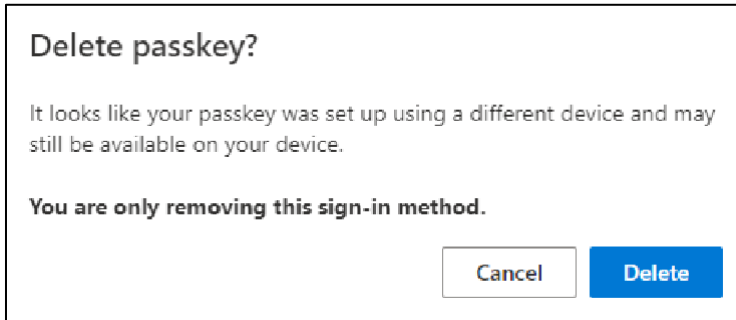 Delete passkey?
It looks like your passkey was set up using a different device and may
still be available on your device.
You are only removing this sign-in method.
Cancel
Delete